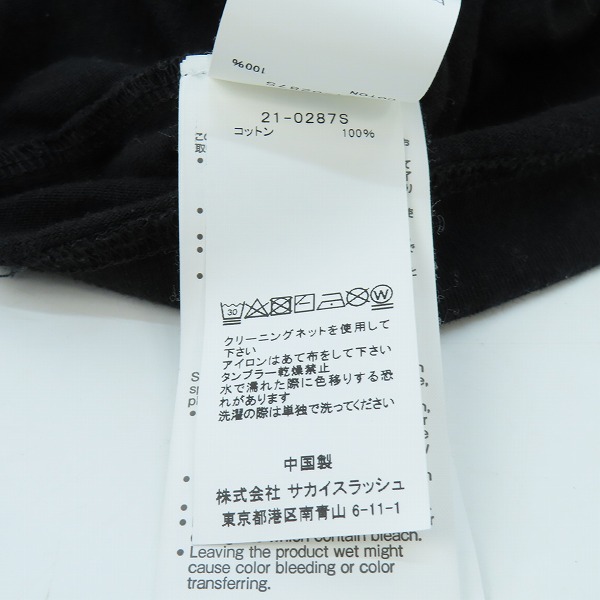 100%
21-0287S
コットン 100%
30
W
クリーニングネットを使用して
下さい
アイロンはあて布をして下さい
タンブラー乾燥禁止
水で濡れた際に色移りする恐
れがあります
洗濯の際は単独で洗ってください
中国製
株式会社 サカイスラッシュ
東京都港区南青山 6-11-1
which contain bleach.
• Leaving the product wet might
cause color bleeding or color
transferring.